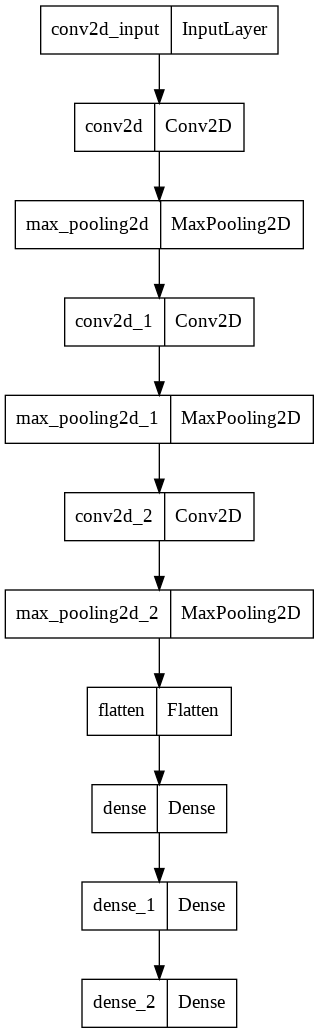 conv2d_input InputLayer
conv2d Conv2D
max_pooling2d MaxPooling2D
conv2d_1 Conv2D
max_pooling2d_1 MaxPooling2D
conv2d_2 Conv2D
max_pooling2d_2 MaxPooling2D
flatten Flatten
dense Dense
dense_1 Dense
dense_2 Dense